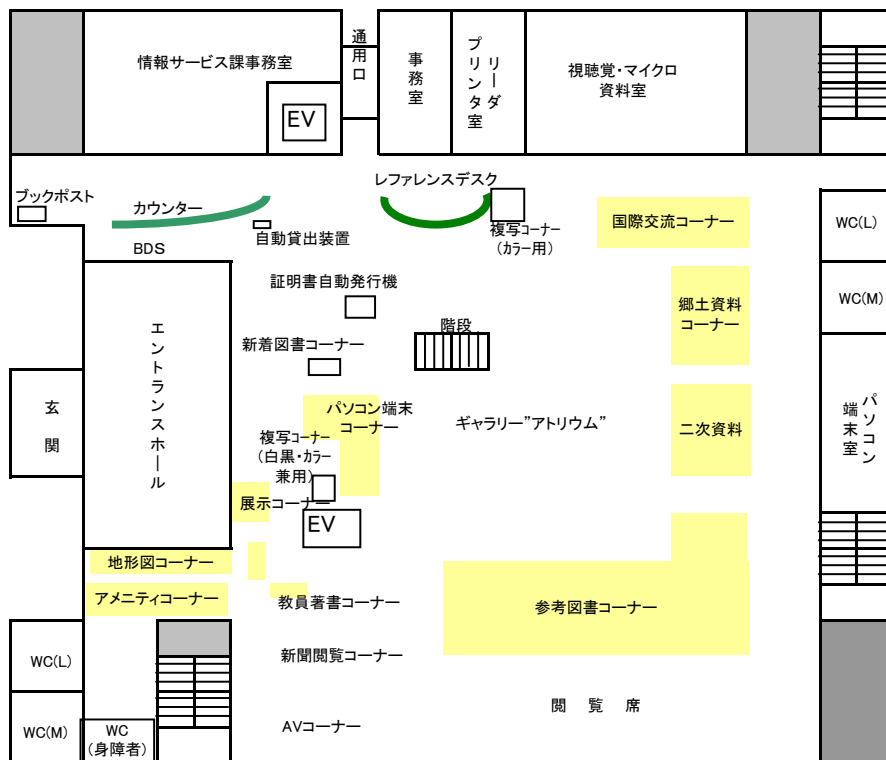 情報サービス課事務室
通用口
事務室
リーダ
プリンタ室
視聴覚・マイクロ
資料室
EV
ブックポスト
カウンター
レファレンスデスク
自動貸出装置
複写コーナー
(カラー用)
国際交流コーナー
WC(L)
BDS
証明書自動発行機
郷土資料
コーナー
WC(M)
エントランスホール
新着図書コーナー
階段
玄関
パソコン端末
コーナー
ギャラリー”アトリウム”
二次資料
パソコン
端末室
複写コーナー
(白黒・カラー
兼用)
展示コーナー
EV
地形図コーナー
アメニティコーナー
教員著書コーナー
参考図書コーナー
WC(L)
新聞閲覧コーナー
閲覧席
WC(M)
WC
(身障者)
AVコーナー